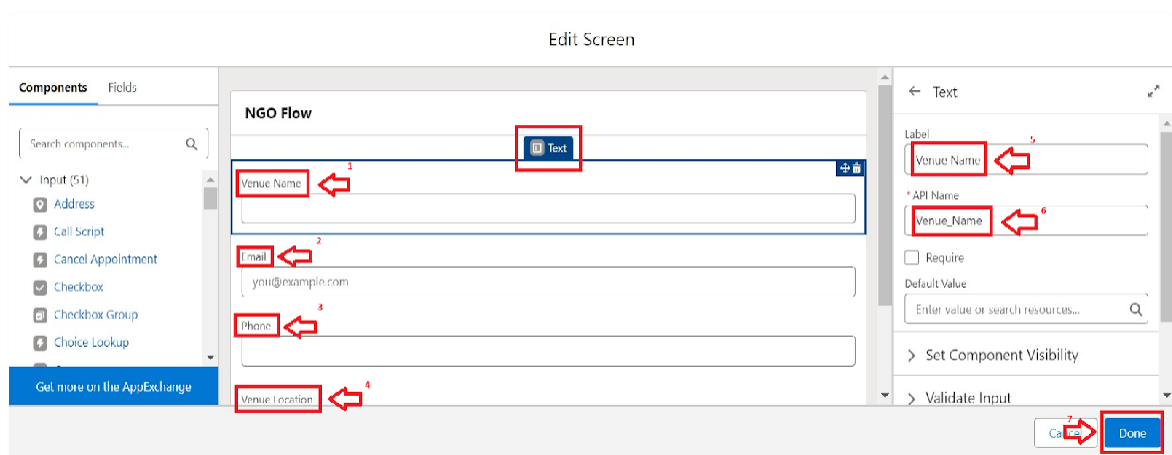 Edit Screen
Components Fields
Search components...
Input (51)
Address
Call Script
Cancel Appointment
Checkbox
Checkbox Group
Choice Lookup
Get more on the AppExchange
NGO Flow
Text
Venue Name
1
Email
2
you@example.com
Phone
3
Venue Location
4
Text
Label
Venue Name
5
* API Name
Venue_Name
6
Require
Default Value
Enter value or search resources...
Set Component Visibility
Validate Input
Cancel
7
Done